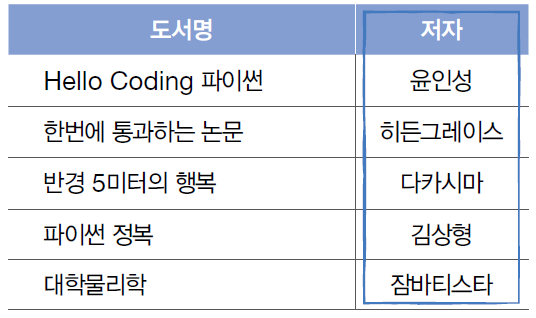 도서명 저자
Hello Coding 파이썬 윤인성
한번에 통과하는 논문 히든그레이스
반경 5미터의 행복 다카시마
파이썬 정복 김상형
대학물리학 잠바티스타